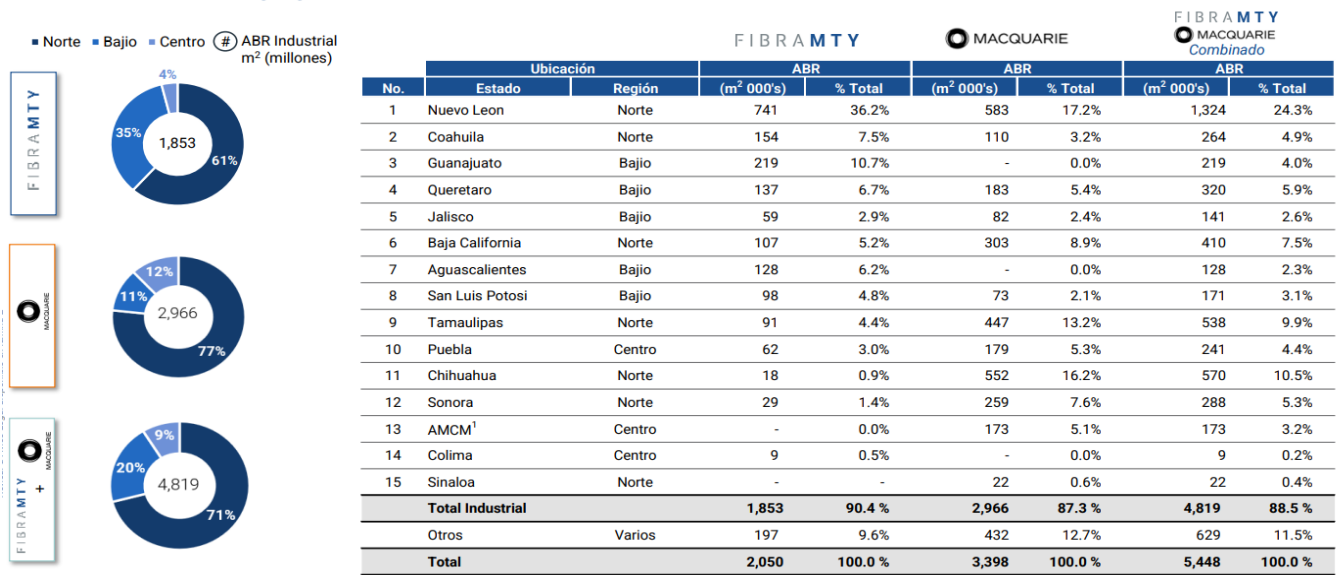 Norte Bajio Centro # ABR Industrial
m² (millones)
FIBRAMTY
4%
35%
1,853
61%
MACQUARIE
12%
11%
2,966
77%
FIBRAMTY
+
MACQUARIE
9%
20%
4,819
71%
FIBRAMTY
FIBRAMTY MACQUARIE MACQUARIE
Combinado
Ubicación ABR ABR ABR
No. Estado Región (m² 000's) % Total (m² 000's) % Total (m² 000's) % Total
1 Nuevo Leon Norte 741 36.2% 583 17.2% 1,324 24.3%
2 Coahuila Norte 154 7.5% 110 3.2% 264 4.9%
3 Guanajuato Bajio 219 10.7% - 0.0% 219 4.0%
4 Queretaro Bajio 137 6.7% 183 5.4% 320 5.9%
5 Jalisco Bajio 59 2.9% 82 2.4% 141 2.6%
6 Baja California Norte 107 5.2% 303 8.9% 410 7.5%
7 Aguascalientes Bajio 128 6.2% - 0.0% 128 2.3%
8 San Luis Potosi Bajio 98 4.8% 73 2.1% 171 3.1%
9 Tamaulipas Norte 91 4.4% 447 13.2% 538 9.9%
10 Puebla Centro 62 3.0% 179 5.3% 241 4.4%
11 Chihuahua Norte 18 0.9% 552 16.2% 570 10.5%
12 Sonora Norte 29 1.4% 259 7.6% 288 5.3%
13 AMCM¹ Centro - 0.0% 173 5.1% 173 3.2%
14 Colima Centro 9 0.5% - 0.0% 9 0.2%
15 Sinaloa Norte - - 22 0.6% 22 0.4%
Total Industrial 1,853 90.4 % 2,966 87.3 % 4,819 88.5 %
Otros Varios 197 9.6% 432 12.7% 629 11.5%
Total 2,050 100.0 % 3,398 100.0 % 5,448 100.0 %